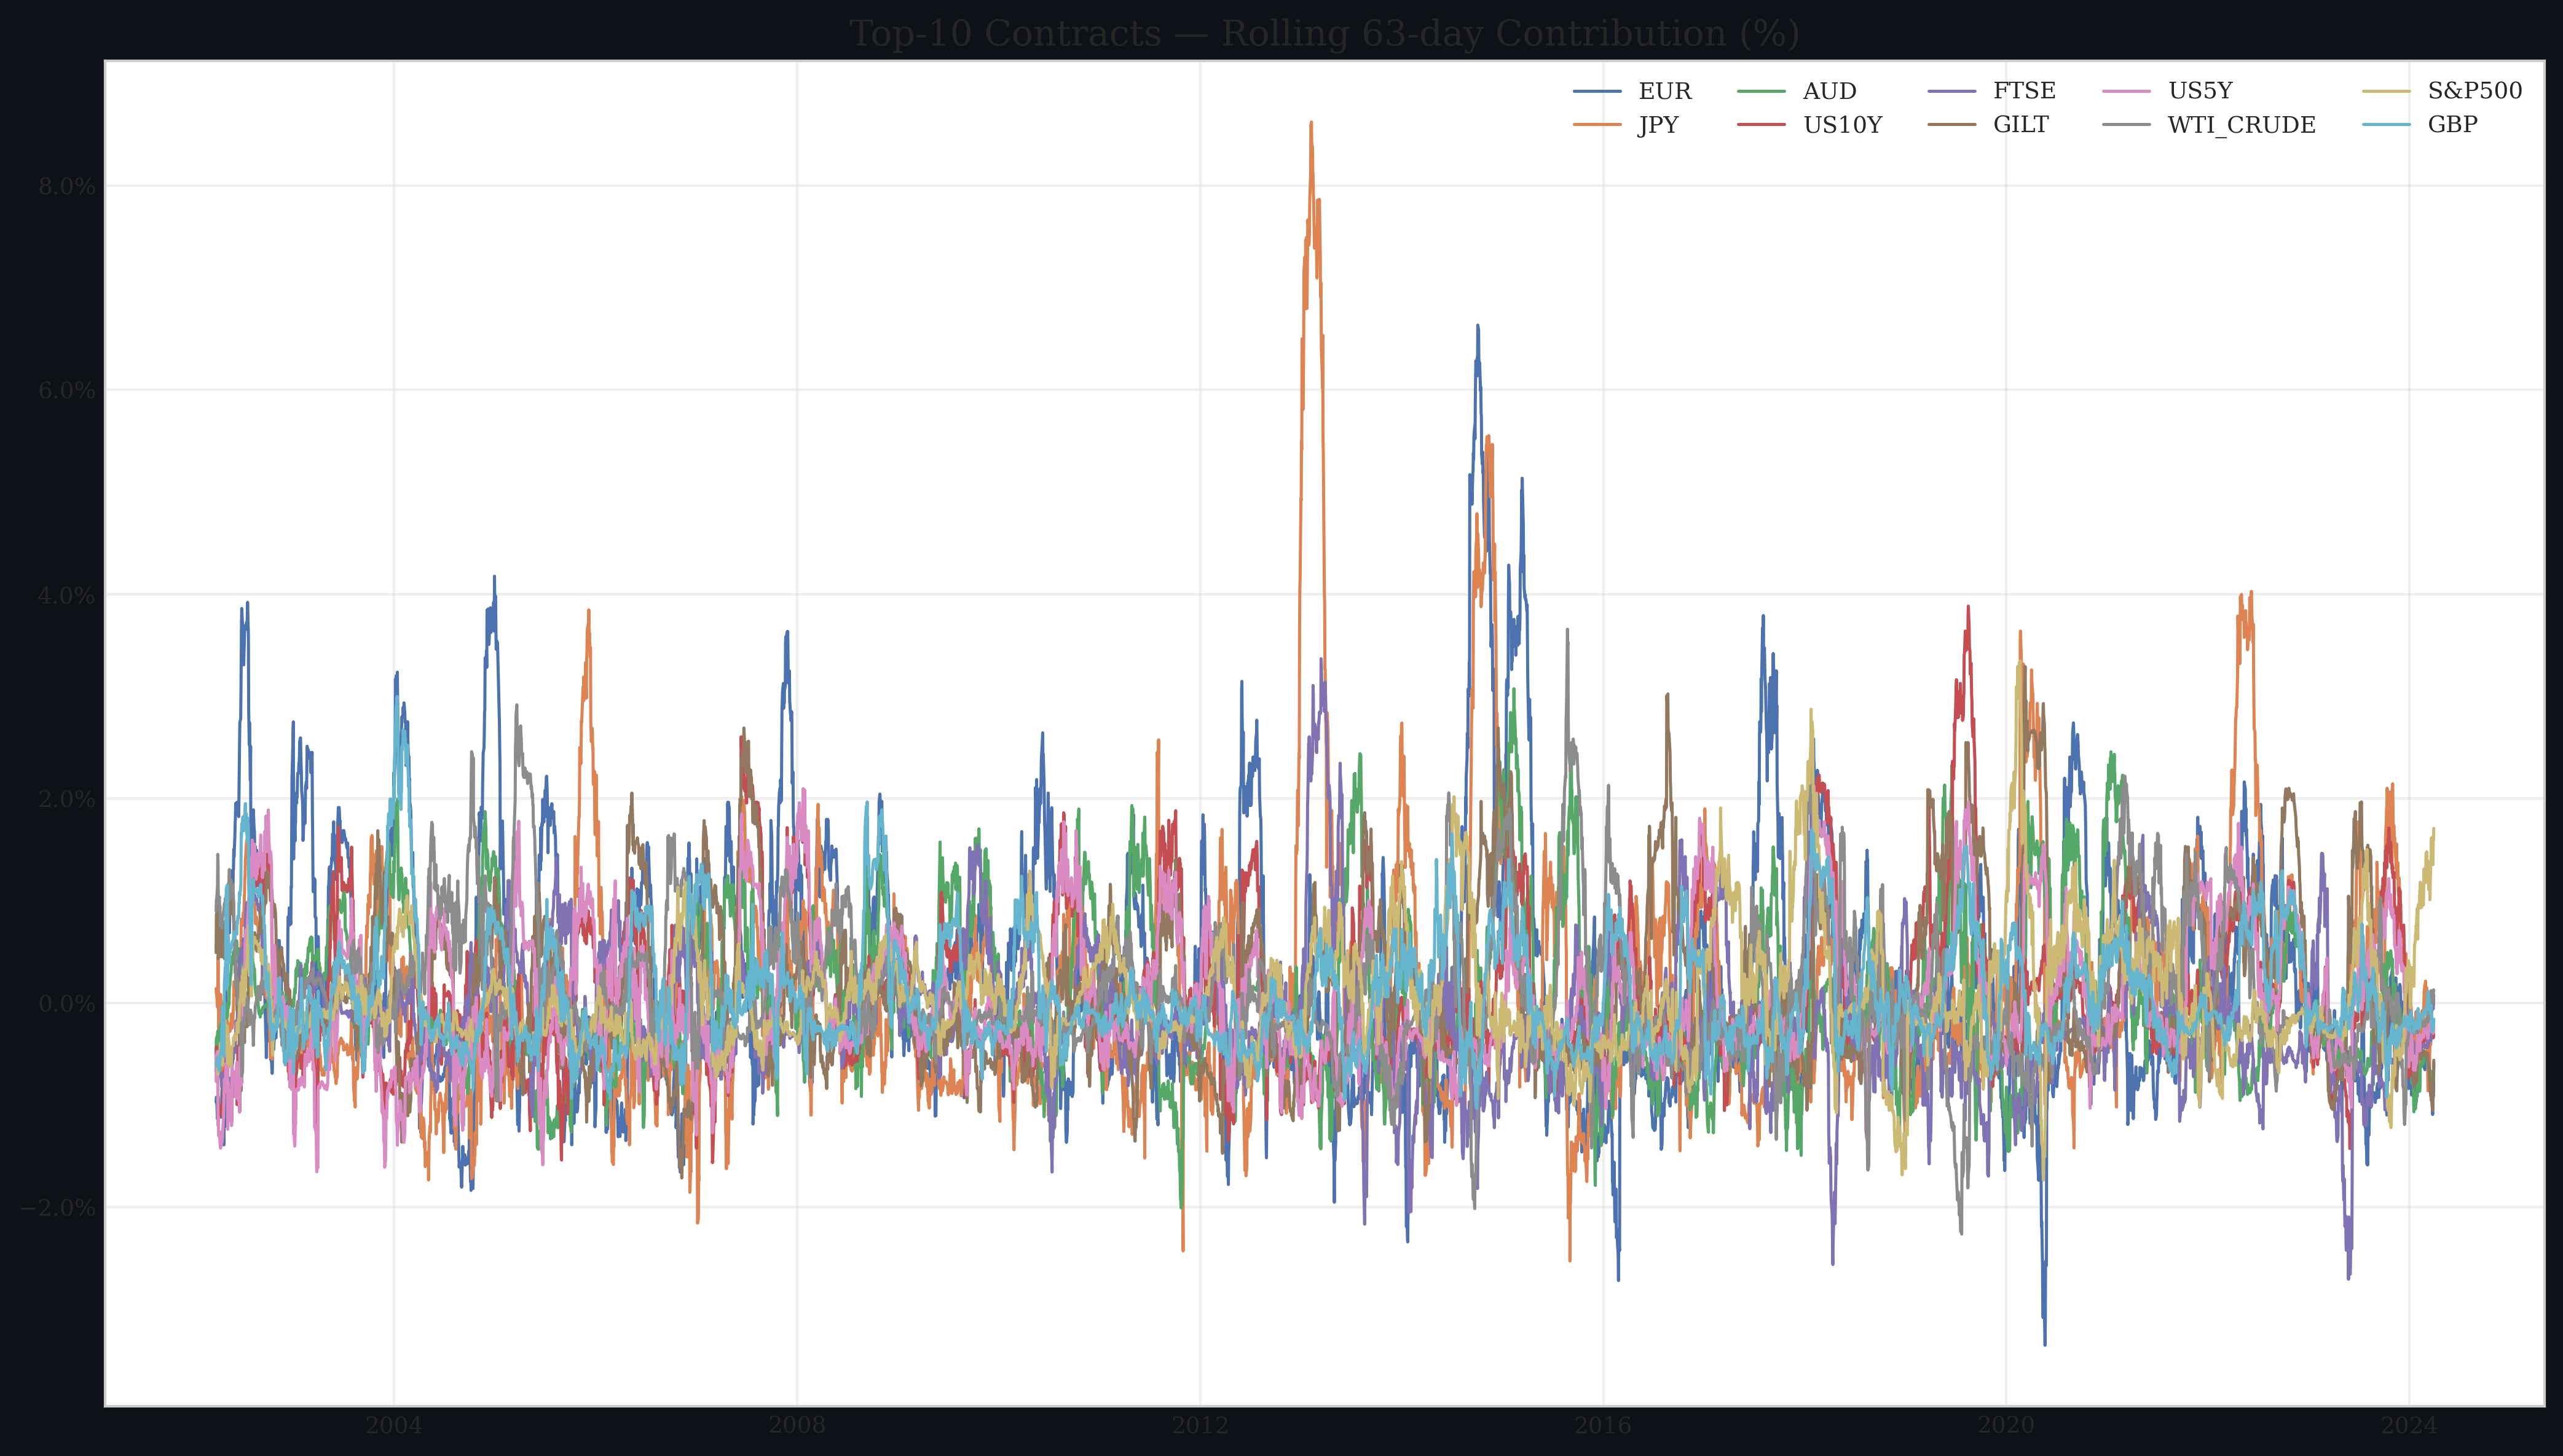 Top-10 Contracts — Rolling 63-day Contribution (%)
EUR AUD FTSE US5Y S&P500
JPY US10Y GILT WTI_CRUDE GBP
8.0%
6.0%
4.0%
2.0%
0.0%
−2.0%
2004 2008 2012 2016 2020 2024